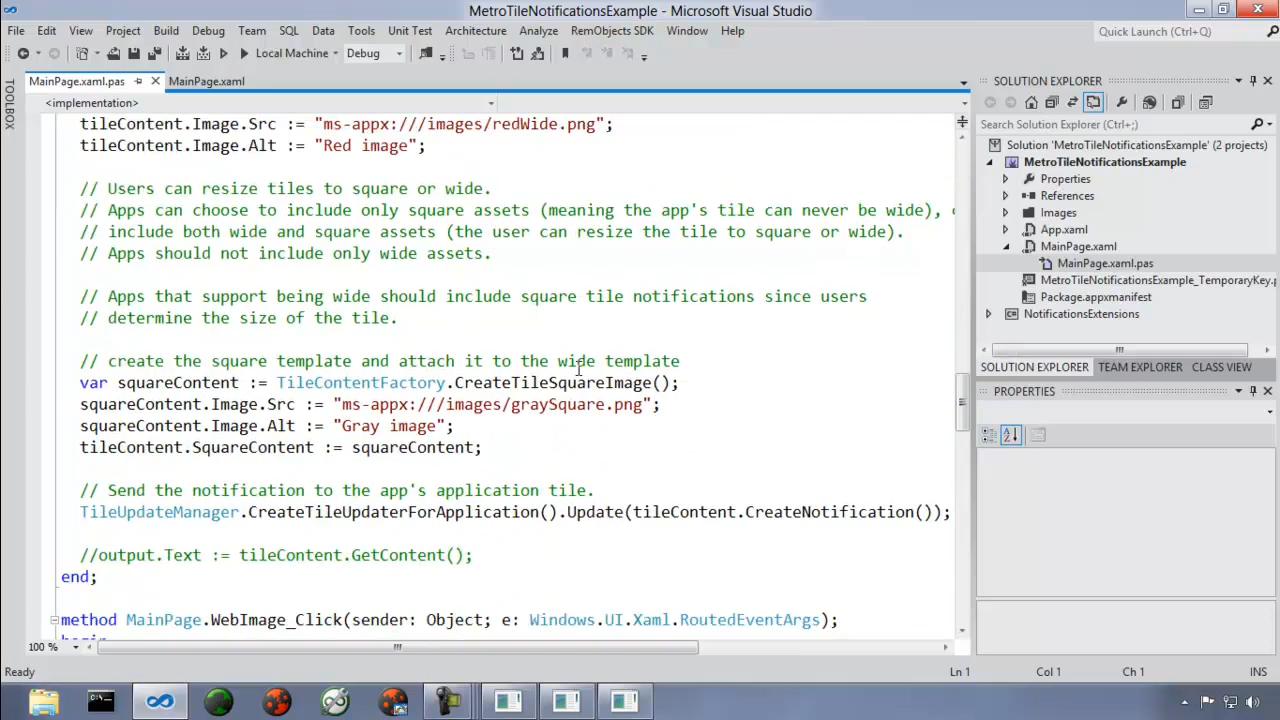 MetroTileNotificationsExample - Microsoft Visual Studio
File Edit View Project Build Debug Team SQL Data Tools Unit Test Architecture Analyze RemObjects SDK Window Help
Quick Launch (Ctrl+Q)
Local Machine Debug
TOOLBOX
MainPage.xaml.pas MainPage.xaml
<implementation>
tileContent.Image.Src := "ms-appx:///images/redWide.png";
tileContent.Image.Alt := "Red image";
// Users can resize tiles to square or wide.
// Apps can choose to include only square assets (meaning the app's tile can never be wide),
// include both wide and square assets (the user can resize the tile to square or wide).
// Apps should not include only wide assets.
// Apps that support being wide should include square tile notifications since users
// determine the size of the tile.
// create the square template and attach it to the wide template
var squareContent := TileContentFactory.CreateTileSquareImage();
squareContent.Image.Src := "ms-appx:///images/graySquare.png";
squareContent.Image.Alt := "Gray image";
tileContent.SquareContent := squareContent;
// Send the notification to the app's application tile.
TileUpdateManager.CreateTileUpdaterForApplication().Update(tileContent.CreateNotification());
//output.Text := tileContent.GetContent();
end;
method MainPage.WebImage_Click(sender: Object; e: Windows.UI.Xaml.RoutedEventArgs);
begin
100 %
SOLUTION EXPLORER
Search Solution Explorer (Ctrl+;)
Solution 'MetroTileNotificationsExample' (2 projects)
MetroTileNotificationsExample
Properties
References
Images
App.xaml
MainPage.xaml
MainPage.xaml.pas
MetroTileNotificationsExample_TemporaryKey.p
Package.appxmanifest
NotificationsExtensions
SOLUTION EXPLORER TEAM EXPLORER CLASS VIEW
PROPERTIES
Ready Ln 1 Col 1 Ch 1 INS